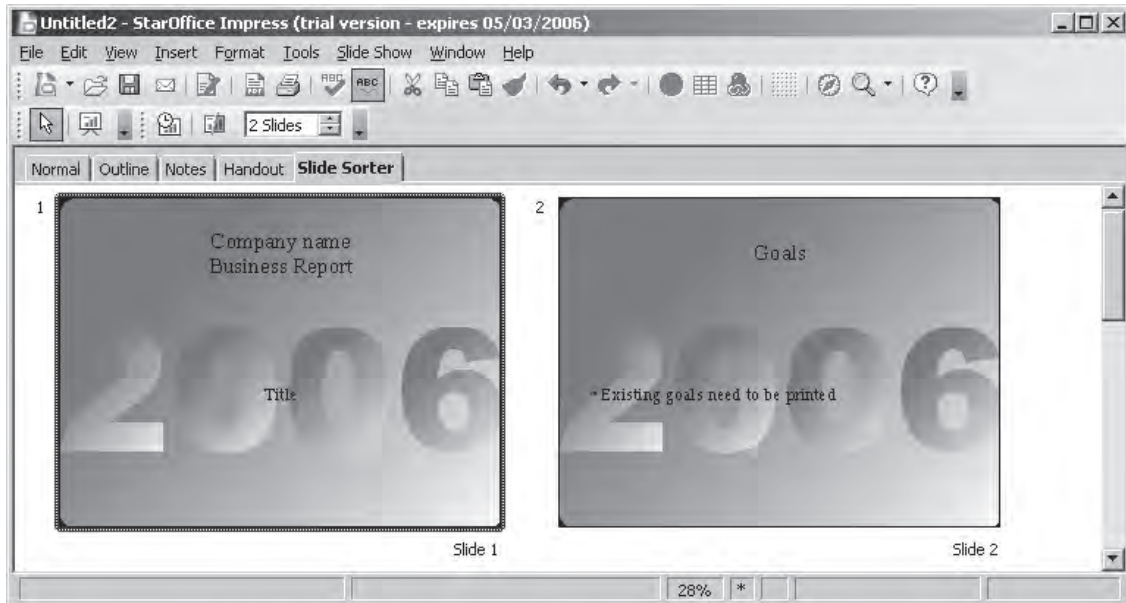 Untitled2 - StarOffice Impress (trial version - expires 05/03/2006)
File Edit View Insert Format Tools Slide Show Window Help
ABC ABC
2 Slides
Normal Outline Notes Handout Slide Sorter
1
Company name
Business Report
2006
Title
Slide 1
2
Goals
2006
Existing goals need to be printed
Slide 2
28% *